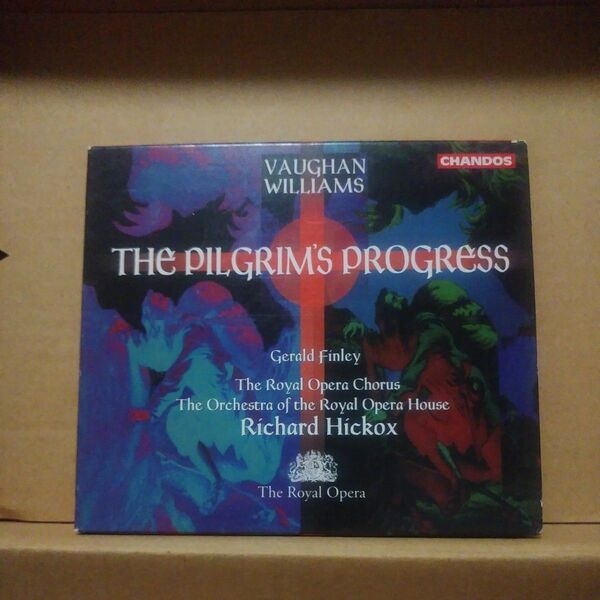 VAUGHAN
WILLIAMS
CHANDOS
THE PILGRIM'S PROGRESS
Gerald Finley
The Royal Opera Chorus
The Orchestra of the Royal Opera House
Richard Hickox
The Royal Opera